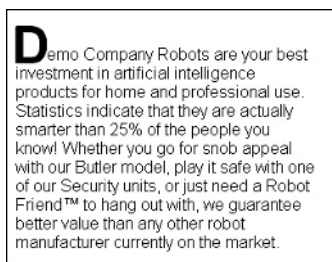 Demo Company Robots are your best
investment in artificial intelligence
products for home and professional use.
Statistics indicate that they are actually
smarter than 25% of the people you
know! Whether you go for snob appeal
with our Butler model, play it safe with one
of our Security units, or just need a Robot
Friend™ to hang out with, we guarantee
better value than any other robot
manufacturer currently on the market.